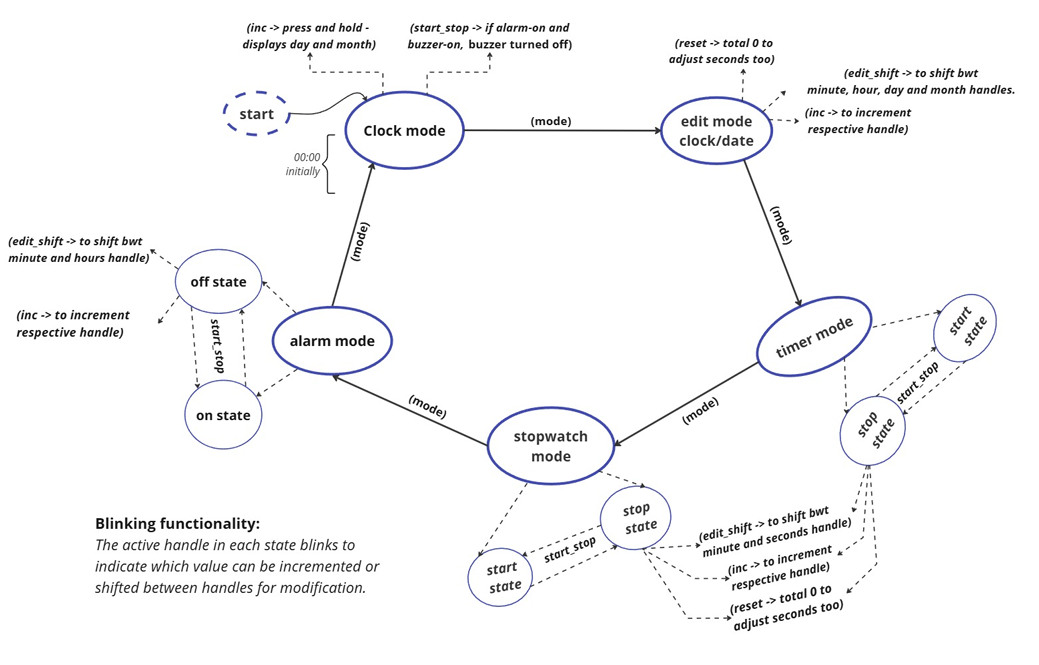 (inc -> press and hold -
displays day and month)
(start_stop -> if alarm-on and
buzzer-on, buzzer turned off)
(reset -> total 0 to
adjust seconds too)
(edit_shift -> to shift bwt
minute, hour, day and month handles.
(inc -> to increment
respective handle)
start
Clock mode
(mode)
edit mode
clock/date
00:00
initially
(mode)
(mode)
(edit_shift -> to shift bwt
minute and hours handle)
off state
(inc -> to increment
respective handle)
start_stop
alarm mode
on state
timer mode
start
state
start_stop
stop
state
(mode)
(mode)
stopwatch
mode
stop
state
start_stop
start
state
(edit_shift -> to shift bwt
minute and seconds handle)
(inc -> to increment
respective handle)
(reset -> total 0 to
adjust seconds too)
Blinking functionality:
The active handle in each state blinks to
indicate which value can be incremented or
shifted between handles for modification.